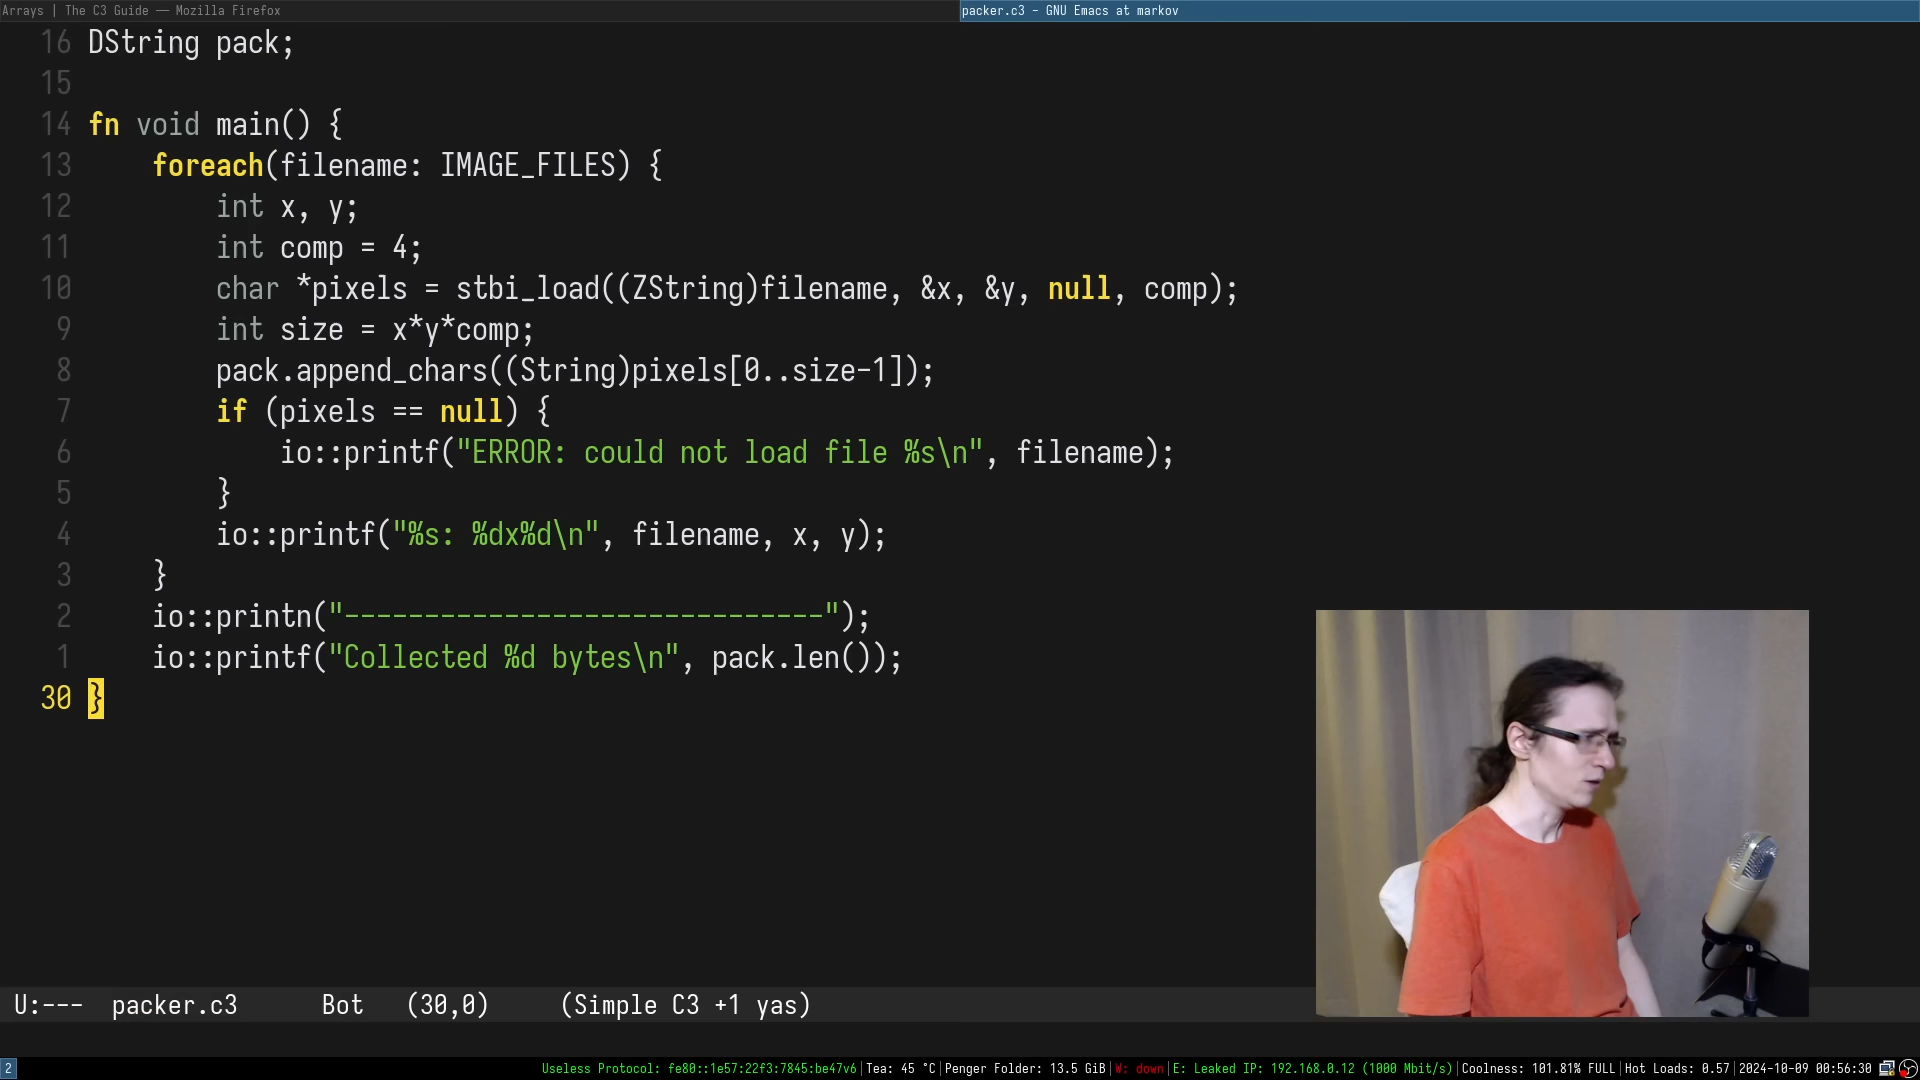 Arrays | The C3 Guide — Mozilla Firefox
packer.c3 - GNU Emacs at markov
16 DString pack;
15
14 fn void main() {
13     foreach(filename: IMAGE_FILES) {
12         int x, y;
11         int comp = 4;
10         char *pixels = stbi_load((ZString)filename, &x, &y, null, comp);
9         int size = x*y*comp;
8         pack.append_chars((String)pixels[0..size-1]);
7         if (pixels == null) {
6             io::printf("ERROR: could not load file %s\n", filename);
5         }
4         io::printf("%s: %dx%d\n", filename, x, y);
3     }
2     io::printn("------------------------------");
1     io::printf("Collected %d bytes\n", pack.len());
30 }
U:--- packer.c3 Bot (30,0) (Simple C3 +1 yas)
2 Useless Protocol: fe80::1e57:22f3:7845:be47v6|Tea: 45 °C|Penger Folder: 13.5 GiB|W: down|E: Leaked IP: 192.168.0.12 (1000 Mbit/s)|Coolness: 101.81% FULL|Hot Loads: 0.57|2024-10-09 00:56:30